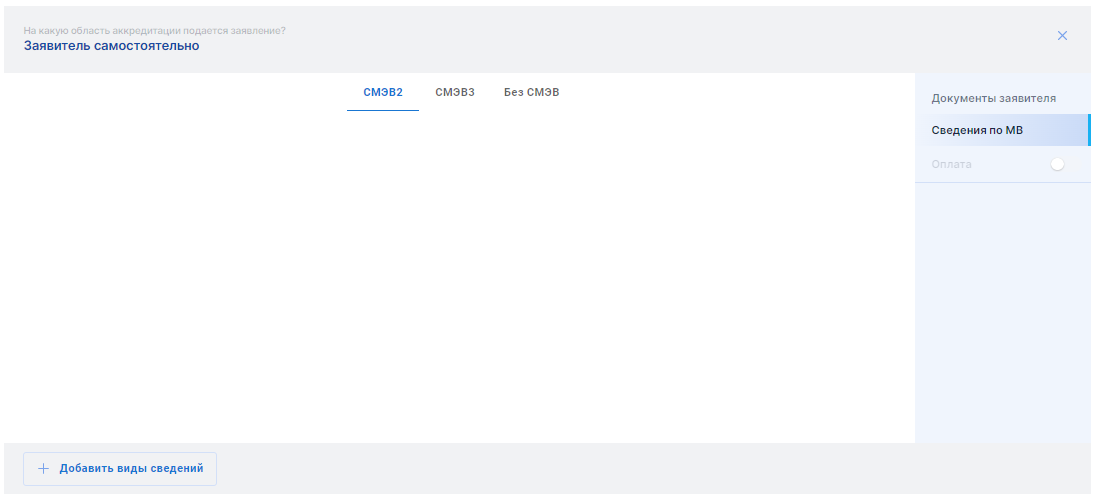 На какую область аккредитации подается заявление?
Заявитель самостоятельно
СМЭВ2 СМЭВ3 Без СМЭВ
Документы заявителя
Сведения по МВ
Оплата
Добавить виды сведений